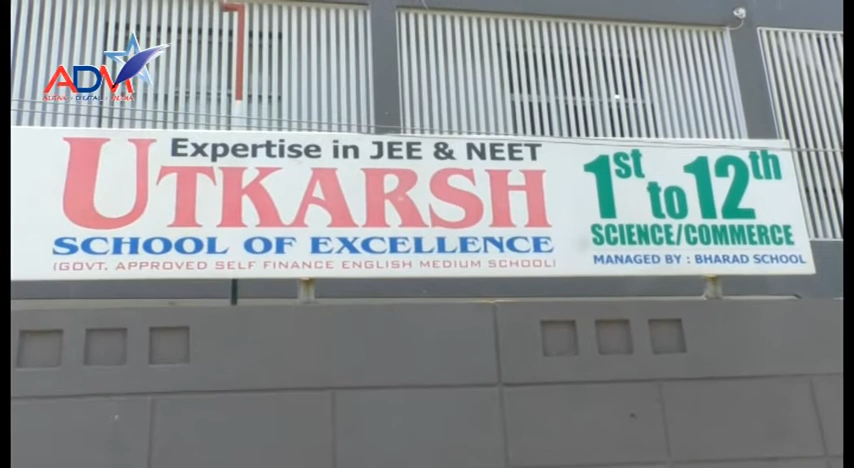 ADM
Expertise in JEE & NEET
UTKARSH
SCHOOL OF EXCELLENCE
(GOVT. APPROVED SELF FINANCE ENGLISH MEDIUM SCHOOL)
1st to 12th
SCIENCE/COMMERCE
MANAGED BY : BHARAD SCHOOL